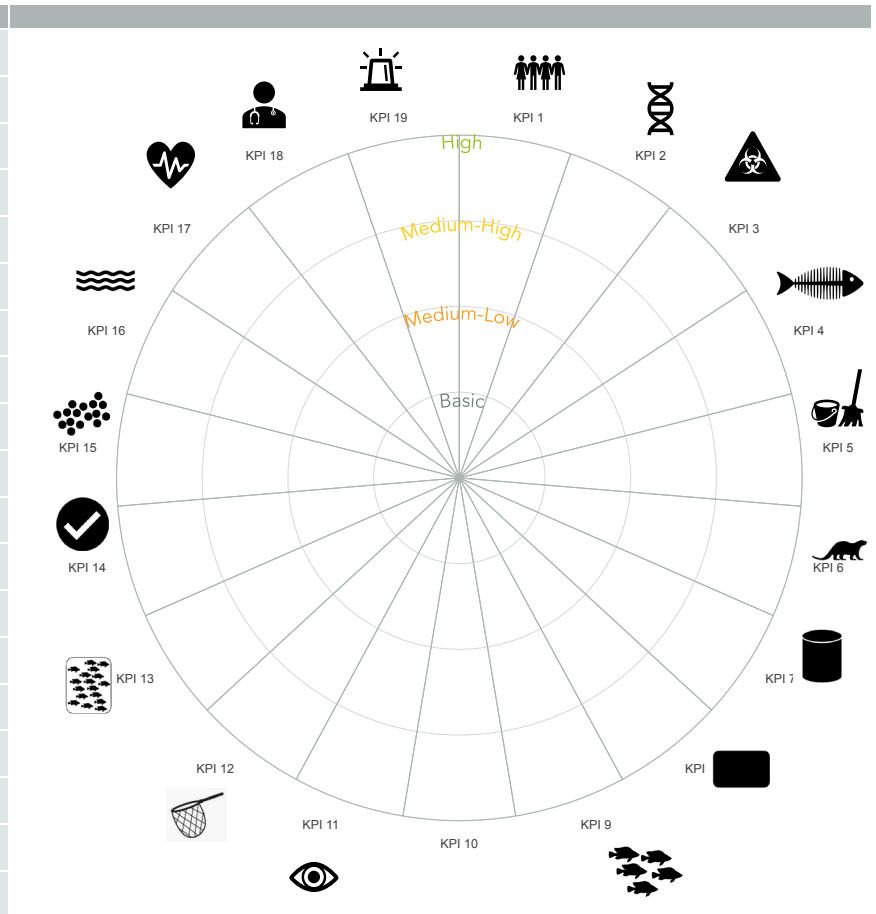 KPI 19
KPI 1
High
KPI 18
KPI 2
KPI 17
KPI 3
Medium-High
Medium-Low
KPI 16
KPI 4
Basic
KPI 15
KPI 5
KPI 14
KPI 6
KPI 13
KPI 7
KPI 12
KPI
KPI 11
KPI 9
KPI 10